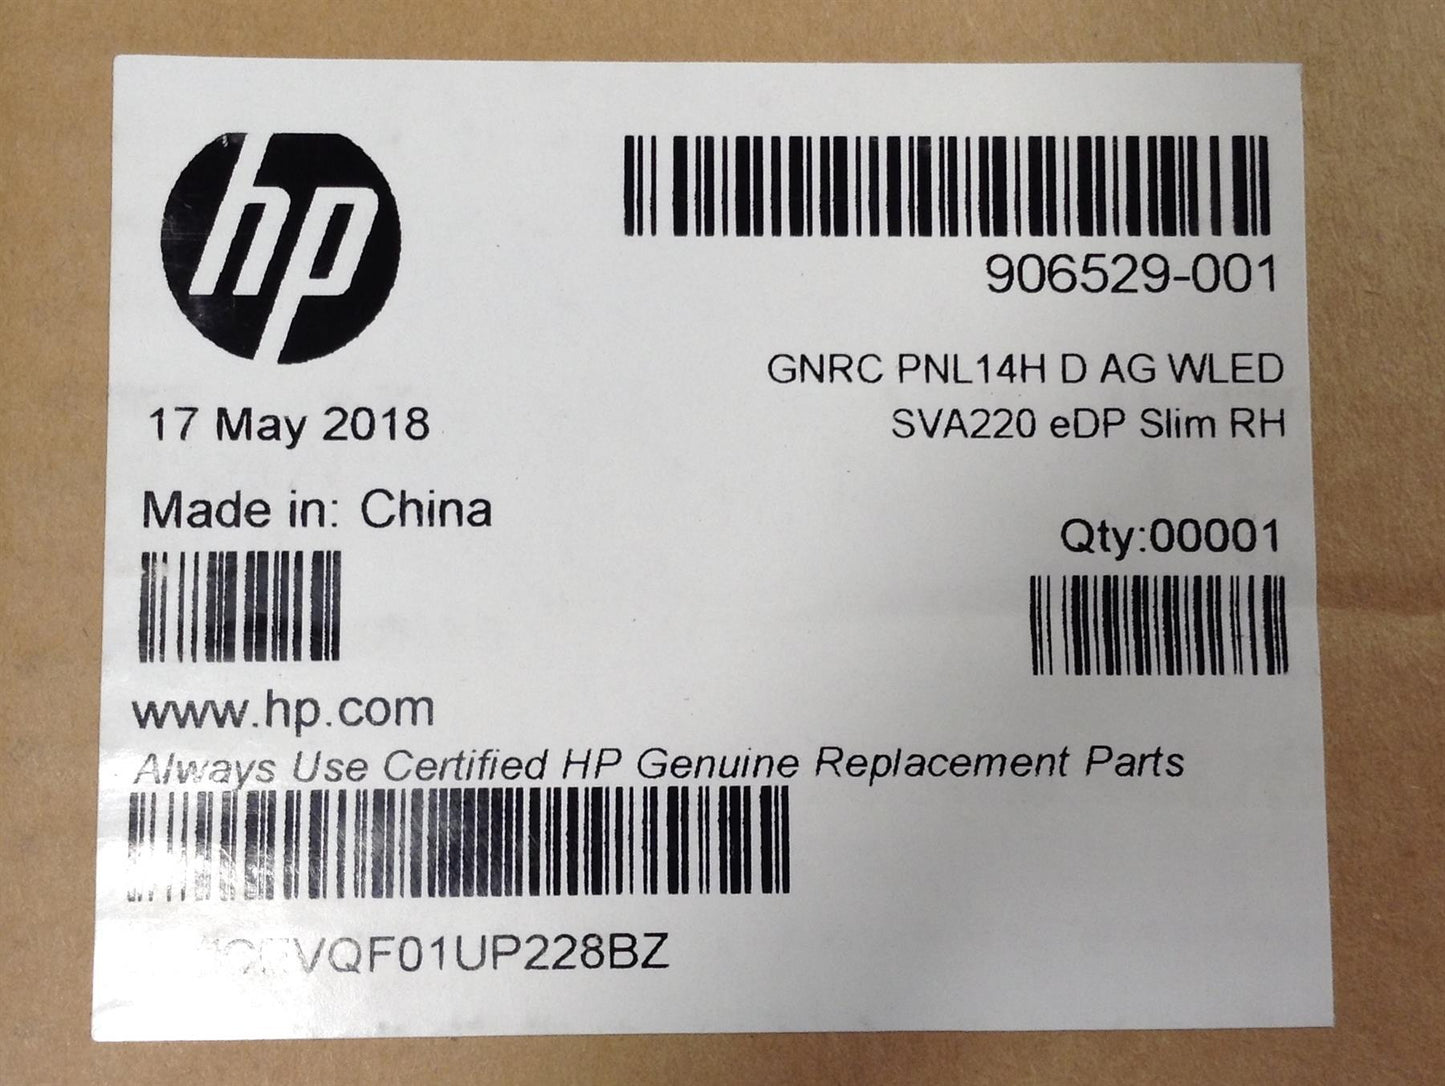 hp
906529-001
GNRC PNL14H D AG WLED
SVA220 eDP Slim RH
17 May 2018
Made in: China
Qty:00001
www.hp.com
Always Use Certified HP Genuine Replacement Parts